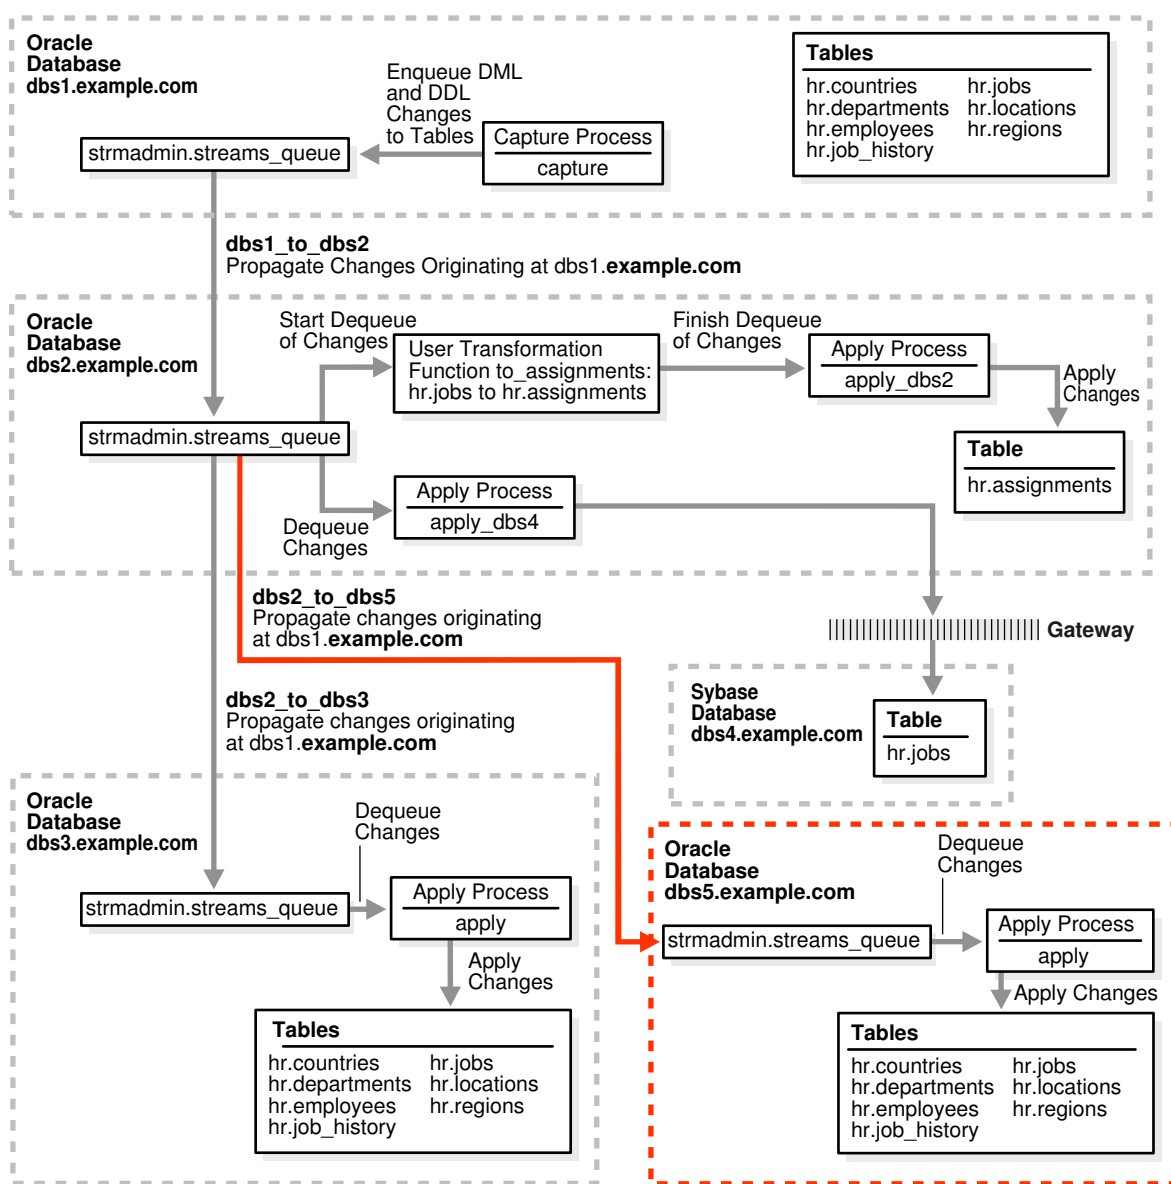 Oracle
Database
dbs1.example.com
Enqueue DML
and DDL
Changes
to Tables
strmadmin.streams_queue
Capture Process
capture
Tables
hr.countries hr.jobs
hr.departments hr.locations
hr.employees hr.regions
hr.job_history
dbs1_to_dbs2
Propagate Changes Originating at dbs1.example.com
Oracle
Database
dbs2.example.com
Start Dequeue
of Changes
User Transformation
Function to_assignments:
hr.jobs to hr.assignments
Finish Dequeue
of Changes
Apply Process
apply_dbs2
Apply
Changes
strmadmin.streams_queue
Table
hr.assignments
Dequeue
Changes
Apply Process
apply_dbs4
dbs2_to_dbs5
Propagate changes originating
at dbs1.example.com
Gateway
dbs2_to_dbs3
Propagate changes originating
at dbs1.example.com
Sybase
Database
dbs4.example.com
Table
hr.jobs
Oracle
Database
dbs3.example.com
Dequeue
Changes
strmadmin.streams_queue
Apply Process
apply
Apply
Changes
Tables
hr.countries hr.jobs
hr.departments hr.locations
hr.employees hr.regions
hr.job_history
Oracle
Database
dbs5.example.com
Dequeue
Changes
strmadmin.streams_queue
Apply Process
apply
Apply Changes
Tables
hr.countries hr.jobs
hr.departments hr.locations
hr.employees hr.regions
hr.job_history